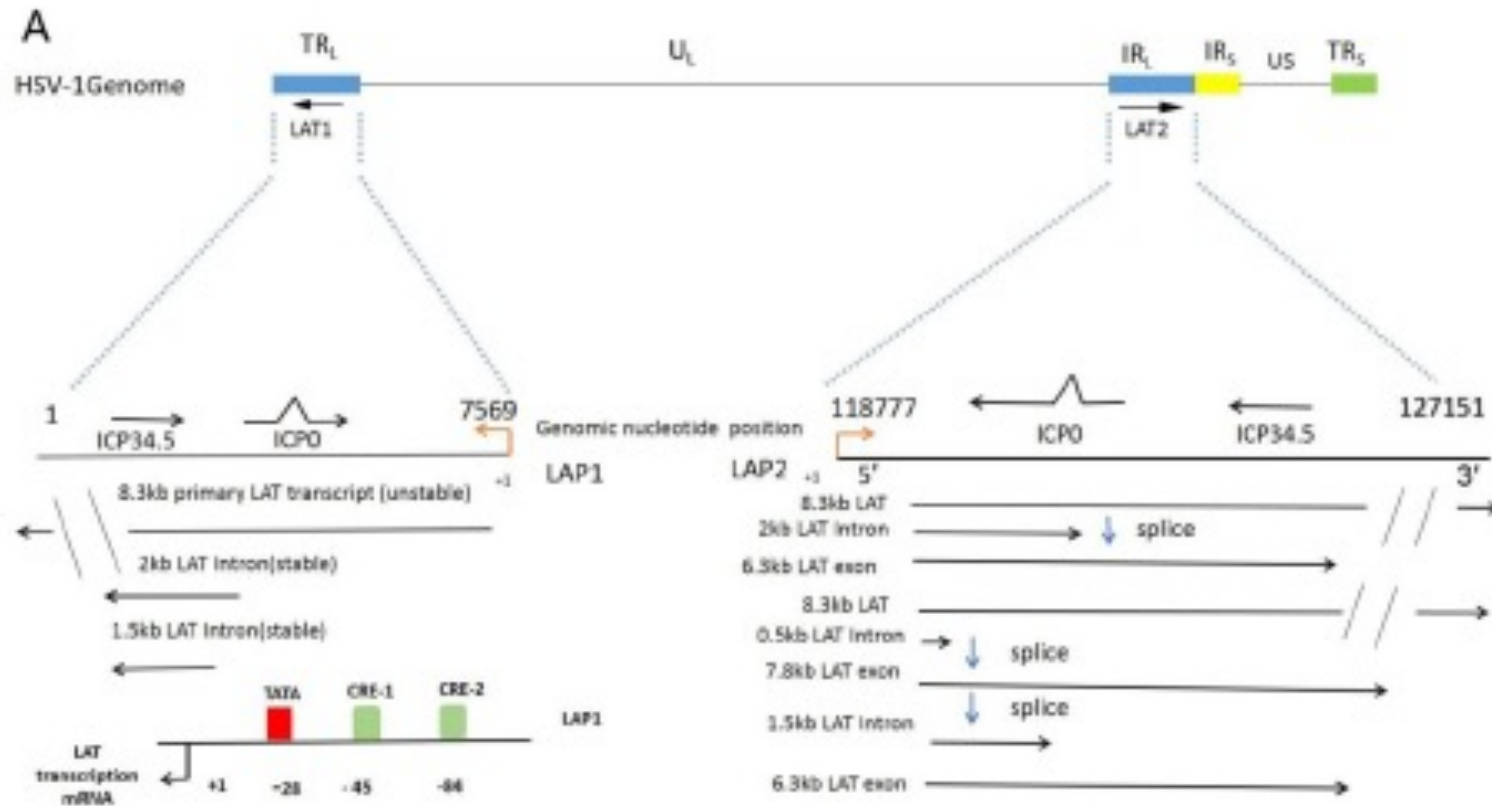 A
TRL
UL
IRL
IRS
US
TRS
HSV-1Genome
LAT1
LAT2
1
ICP34.5
ICP0
7569
Genomic nucleotide position
118777
ICP0
ICP34.5
127151
LAP1
LAP2
5'
3'
8.3kb primary LAT transcript (unstable)
2kb LAT Intron(stable)
1.5kb LAT Intron(stable)
8.3kb LAT
2kb LAT Intron
splice
6.3kb LAT exon
8.3kb LAT
0.5kb LAT Intron
splice
7.8kb LAT exon
splice
1.5kb LAT Intron
6.3kb LAT exon
TATA
CRE-1
CRE-2
LAP1
LAT
transcription
mRNA
+1
-28
-45
-84